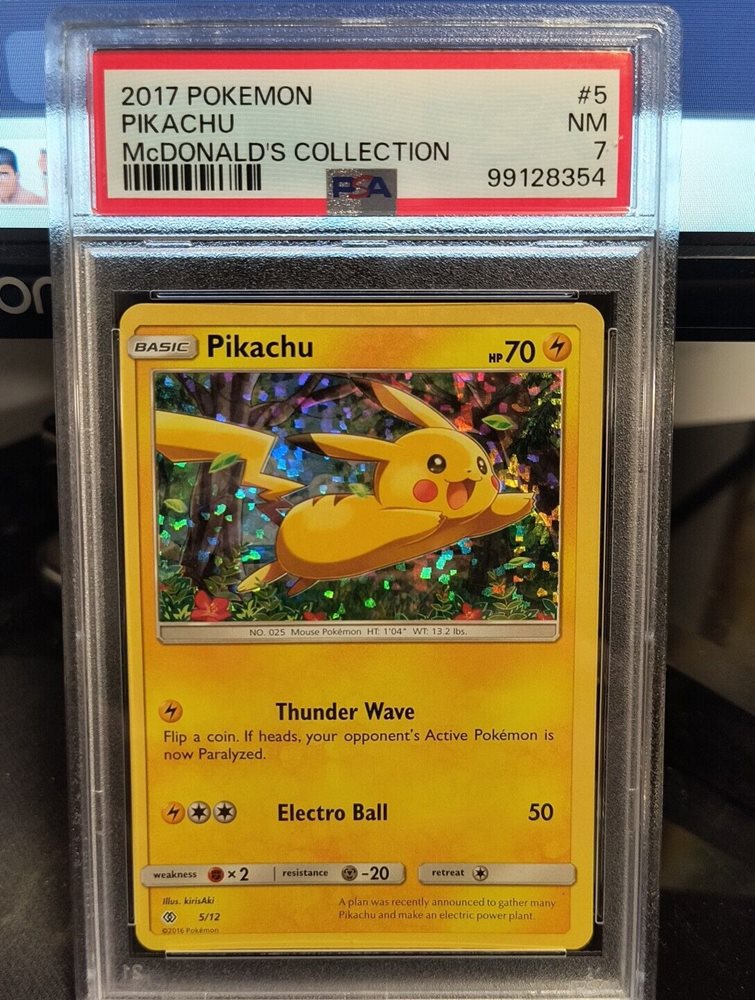 2017 POKEMON #5
PIKACHU NM
McDONALD'S COLLECTION 7
PSA 99128354
BASIC Pikachu HP 70
NO. 025 Mouse Pokémon HT: 1'04" WT: 13.2 lbs.
Thunder Wave
Flip a coin. If heads, your opponent's Active Pokémon is
now Paralyzed.
Electro Ball 50
weakness ×2 resistance -20 retreat
Illus. kirisAki
5/12
©2016 Pokémon
A plan was recently announced to gather many
Pikachu and make an electric power plant.